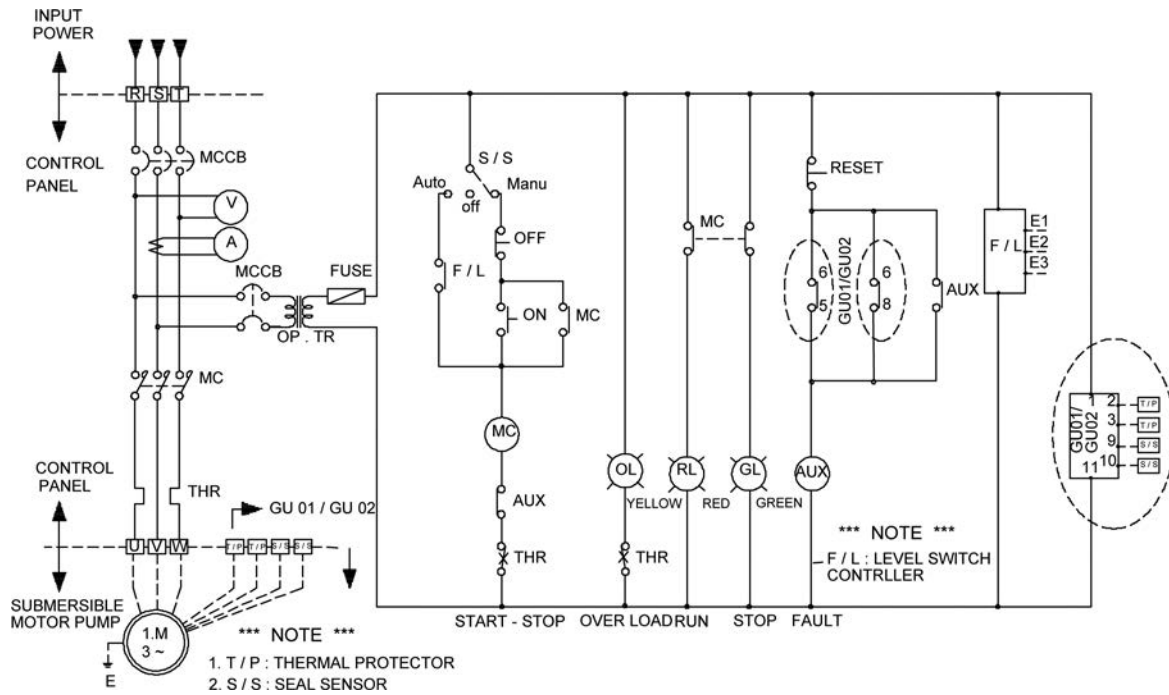 INPUT
POWER
R S T
CONTROL
PANEL
MCCB
V
A
MCCB
FUSE
OP . TR
MC
CONTROL
PANEL
THR
GU 01 / GU 02
U V W
T / P T / P S / S S / S
SUBMERSIBLE
MOTOR PUMP
1.M
3 ~
E
*** NOTE ***
1. T / P : THERMAL PROTECTOR
2. S / S : SEAL SENSOR
S / S
Auto
off
Manu
OFF
F / L
ON
MC
MC
AUX
THR
START - STOP
OL
YELLOW
THR
OVER LOAD
MC
RL
RED
RUN
GL
GREEN
STOP
RESET
6
5
GU01/GU02
6
8
AUX
AUX
FAULT
*** NOTE ***
F / L : LEVEL SWITCH
CONTRLLER
F / L
E1
E2
E3
GU01/
GU02
1 2 T / P
3 T / P
9 S / S
11 10 S / S